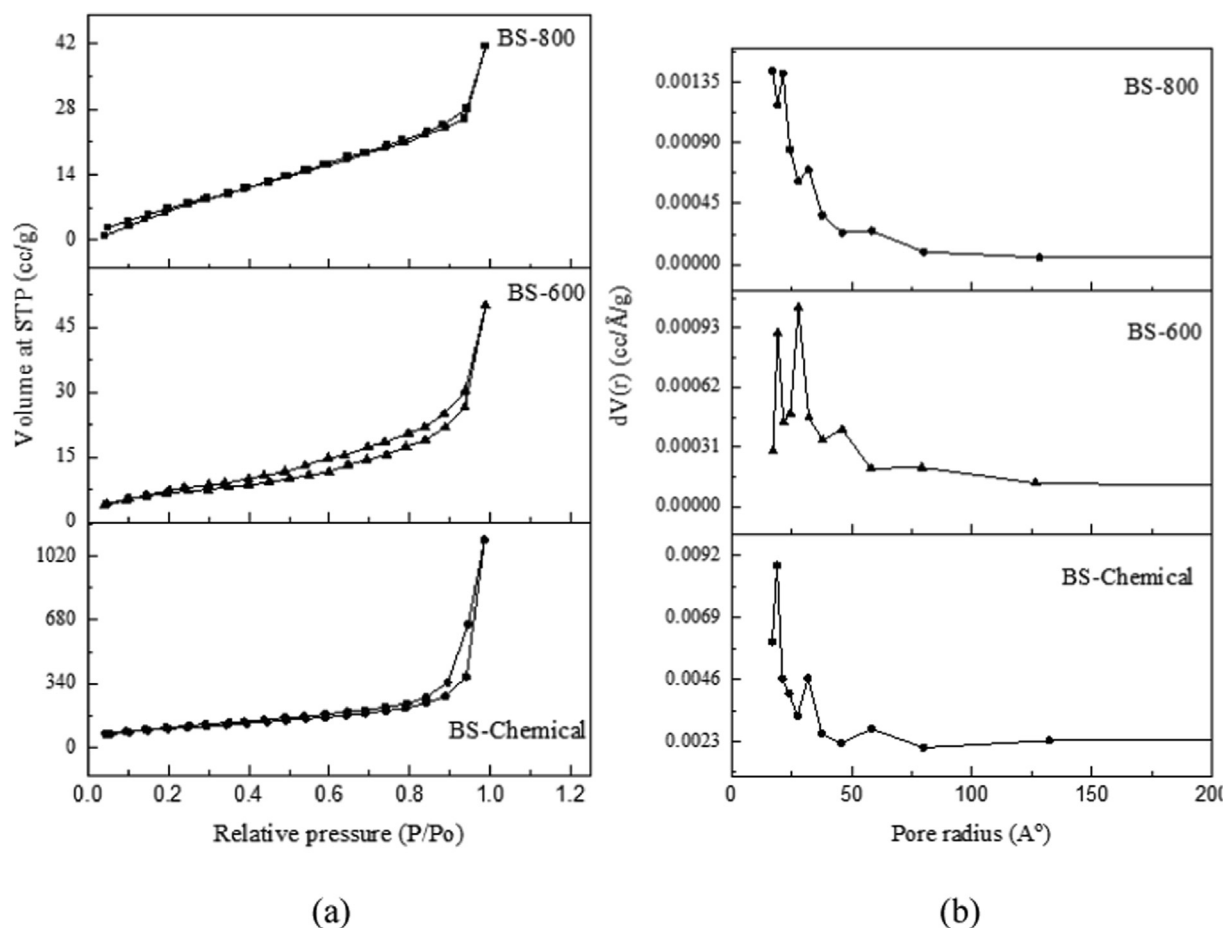 BS-800
42
28
14
0
BS-600
45
30
15
0
1020
680
340
0
BS-Chemical
0.0 0.2 0.4 0.6 0.8 1.0 1.2
Volume at STP (cc/g)
Relative pressure (P/Po)
(a)
BS-800
0.00135
0.00090
0.00045
0.00000
BS-600
0.00093
0.00062
0.00031
0.00000
BS-Chemical
0.0092
0.0069
0.0046
0.0023
0 50 100 150 200
dV(r) (cc/Å/g)
Pore radius (A°)
(b)